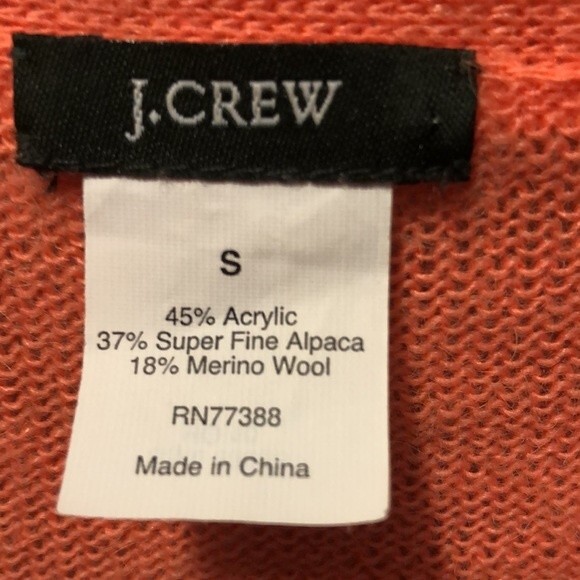 J.CREW
S
45% Acrylic
37% Super Fine Alpaca
18% Merino Wool
RN77388
Made in China